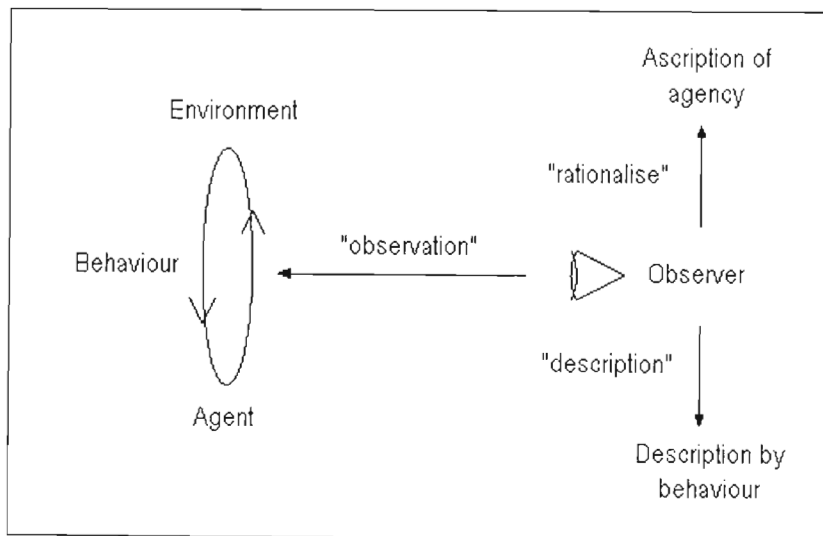 Ascription of
agency
Environment
"rationalise"
"observation"
Behaviour
Observer
"description"
Agent
Description by
behaviour